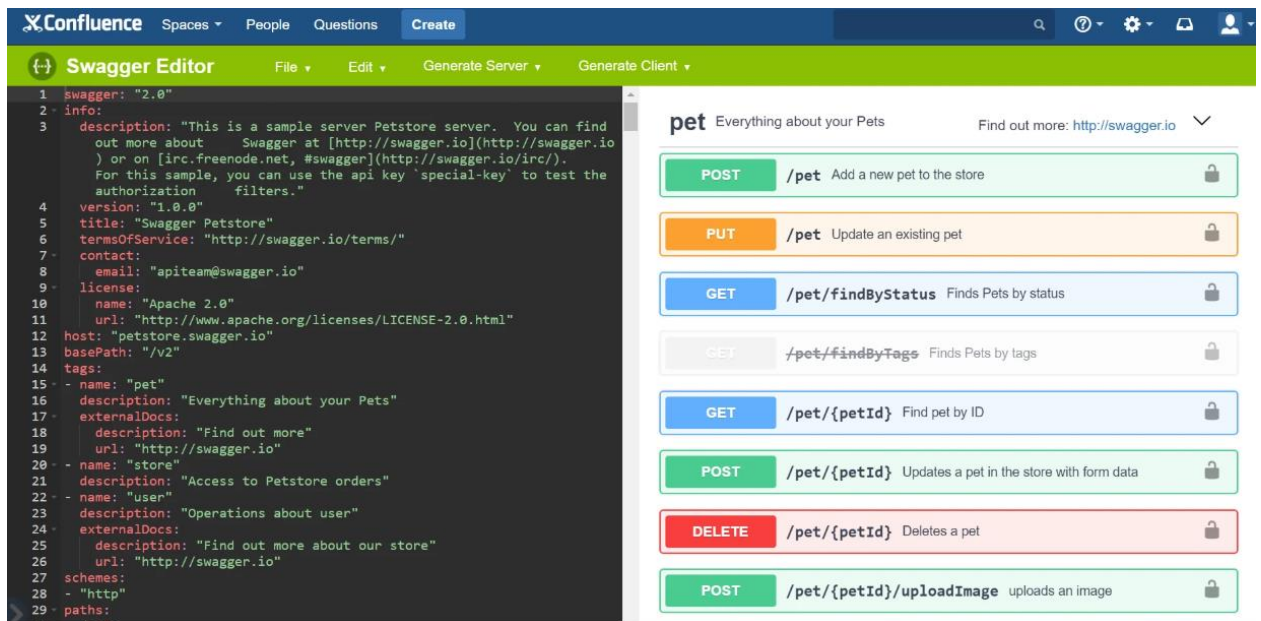 Confluence Spaces People Questions Create
Swagger Editor File Edit Generate Server Generate Client
1 swagger: "2.0"
2 info:
3 description: "This is a sample server Petstore server. You can find
out more about Swagger at [http://swagger.io](http://swagger.io
) or on [irc.freenode.net, #swagger](http://swagger.io/irc/).
For this sample, you can use the api key `special-key` to test the
authorization filters."
4 version: "1.0.0"
5 title: "Swagger Petstore"
6 termsOfService: "http://swagger.io/terms/"
7 contact:
8 email: "apiteam@swagger.io"
9 license:
10 name: "Apache 2.0"
11 url: "http://www.apache.org/licenses/LICENSE-2.0.html"
12 host: "petstore.swagger.io"
13 basePath: "/v2"
14 tags:
15 - name: "pet"
16 description: "Everything about your Pets"
17 externalDocs:
18 description: "Find out more"
19 url: "http://swagger.io"
20 - name: "store"
21 description: "Access to Petstore orders"
22 - name: "user"
23 description: "Operations about user"
24 externalDocs:
25 description: "Find out more about our store"
26 url: "http://swagger.io"
27 schemes:
28 - "http"
29 paths:
pet Everything about your Pets Find out more: http://swagger.io
POST /pet Add a new pet to the store
PUT /pet Update an existing pet
GET /pet/findByStatus Finds Pets by status
GET /pet/findByTags Finds Pets by tags
GET /pet/{petId} Find pet by ID
POST /pet/{petId} Updates a pet in the store with form data
DELETE /pet/{petId} Deletes a pet
POST /pet/{petId}/uploadImage uploads an image